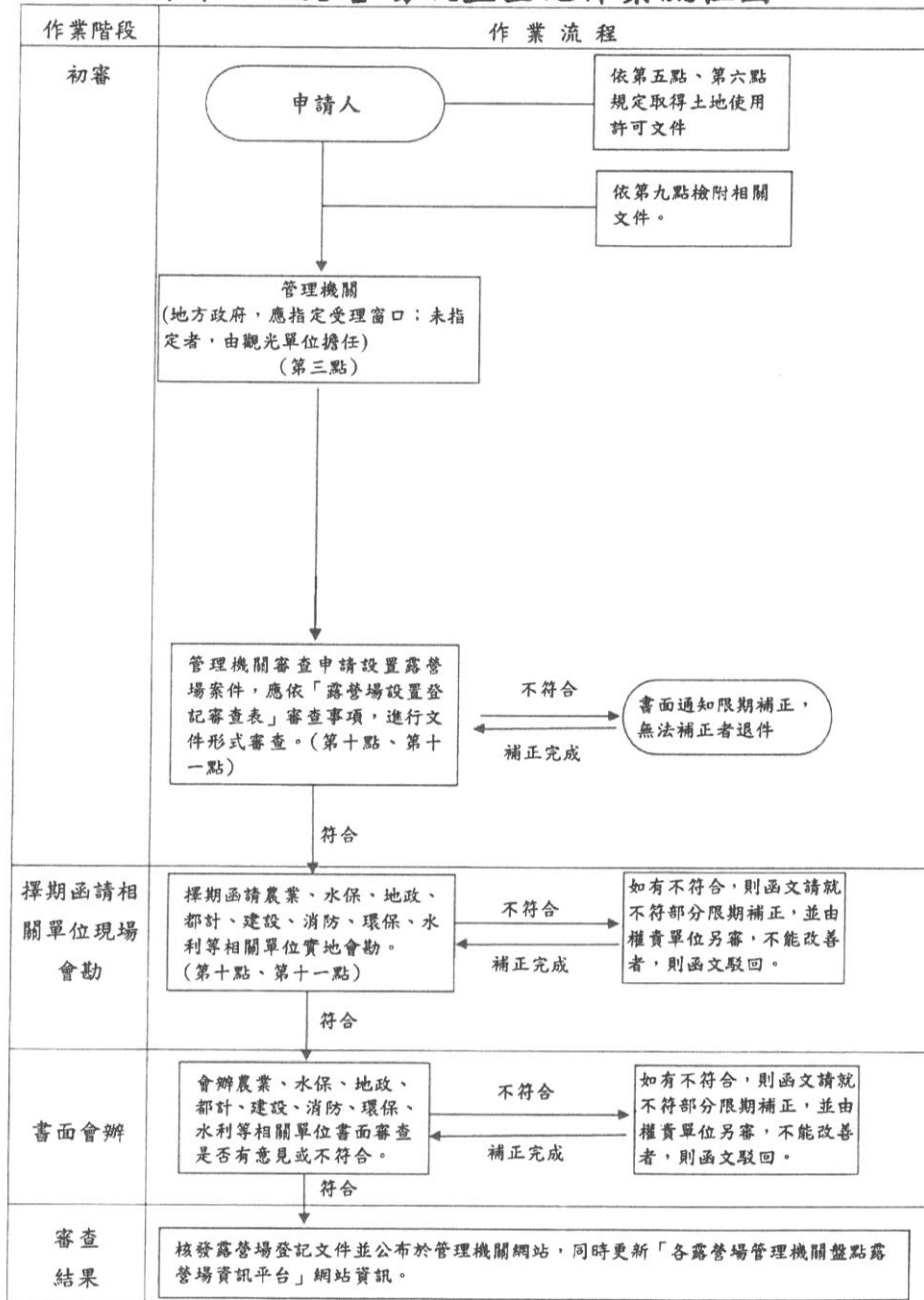 作業階段
作 業 流 程
初審
申請人
依第五點、第六點
規定取得土地使用
許可文件
依第九點檢附相關
文件。
管理機關
(地方政府，應指定受理窗口；未指
定者，由觀光單位擔任)
(第三點)
管理機關審查申請設置露營
場案件，應依「露營場設置登
記審查表」審查事項，進行文
件形式審查。(第十點、第十
一點)
不符合
補正完成
書面通知限期補正，
無法補正者退件
符合
擇期函請相
關單位現場
會勘
擇期函請農業、水保、地政、
都計、建設、消防、環保、水
利等相關單位實地會勘。
(第十點、第十一點)
不符合
補正完成
如有不符合，則函文請就
不符部分限期補正，並由
權責單位另審，不能改善
者，則函文駁回。
符合
書面會辦
會辦農業、水保、地政、
都計、建設、消防、環保、
水利等相關單位書面審查
是否有意見或不符合。
不符合
補正完成
如有不符合，則函文請就
不符部分限期補正，並由
權責單位另審，不能改善
者，則函文駁回。
符合
審查
結果
核發露營場登記文件並公布於管理機關網站，同時更新「各露營場管理機關盤點露
營場資訊平台」網站資訊。